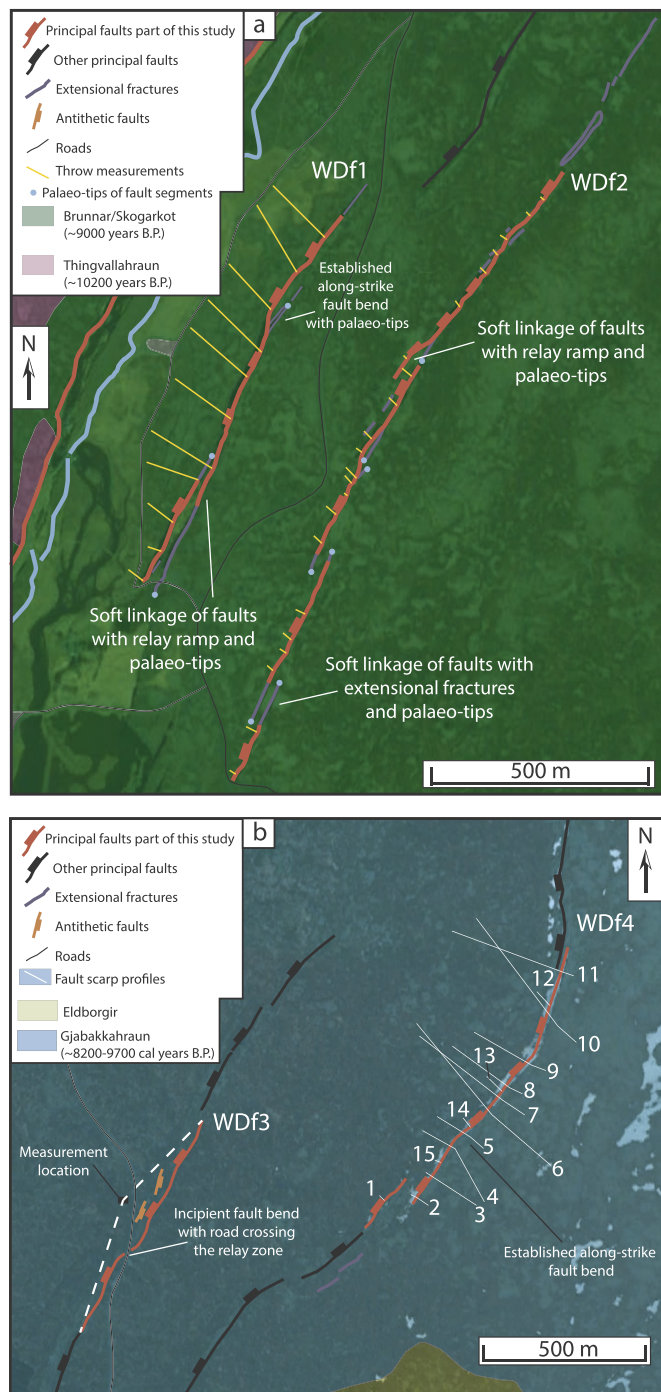 a
Principal faults part of this study
Other principal faults
Extensional fractures
Antithetic faults
Roads
Throw measurements
Palaeo-tips of fault segments
Brunnar/Skogarkot
(~9000 years B.P.)
Thingvallahraun
(~10200 years B.P.)
N
WDf1
WDf2
Established
along-strike
fault bend
with palaeo-tips
Soft linkage of faults
with relay ramp and
palaeo-tips
Soft linkage of faults
with relay ramp and
palaeo-tips
Soft linkage of faults with
extensional fractures
and palaeo-tips
500 m
b
Principal faults part of this study
Other principal faults
Extensional fractures
Antithetic faults
Roads
Fault scarp profiles
Eldborgir
Gjabakkahraun
(~8200-9700 cal years B.P.)
N
WDf4
12
11
10
13
9
8
7
14
5
6
15
4
3
1
2
WDf3
Measurement
location
Incipient fault bend
with road crossing
the relay zone
Established along-strike
fault bend
500 m